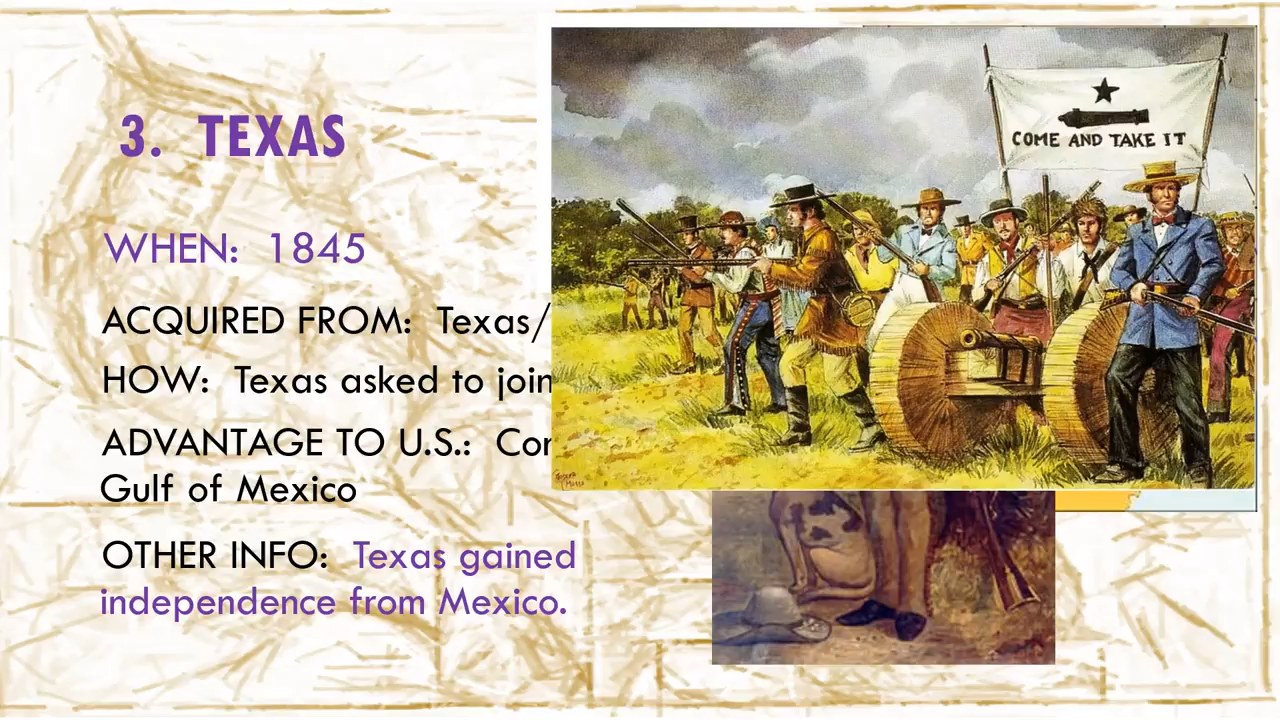 3. TEXAS
WHEN: 1845
ACQUIRED FROM: Texas/
HOW: Texas asked to join
ADVANTAGE TO U.S.:
Gulf of Mexico
OTHER INFO: Texas gained
independence from Mexico.
COME AND TAKE IT